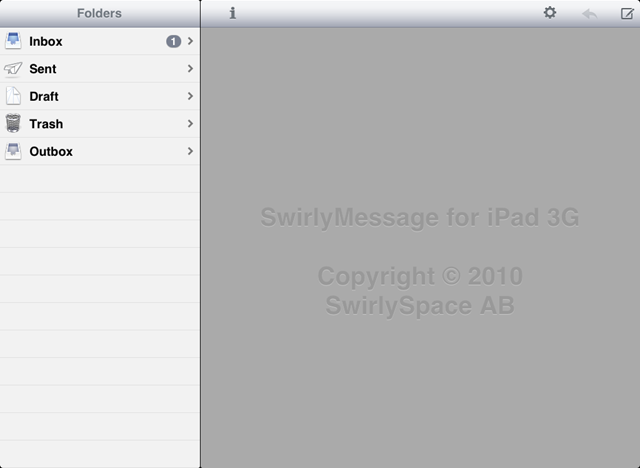 Folders
Inbox 1
Sent
Draft
Trash
Outbox
i
SwirlyMessage for iPad 3G
Copyright © 2010
SwirlySpace AB